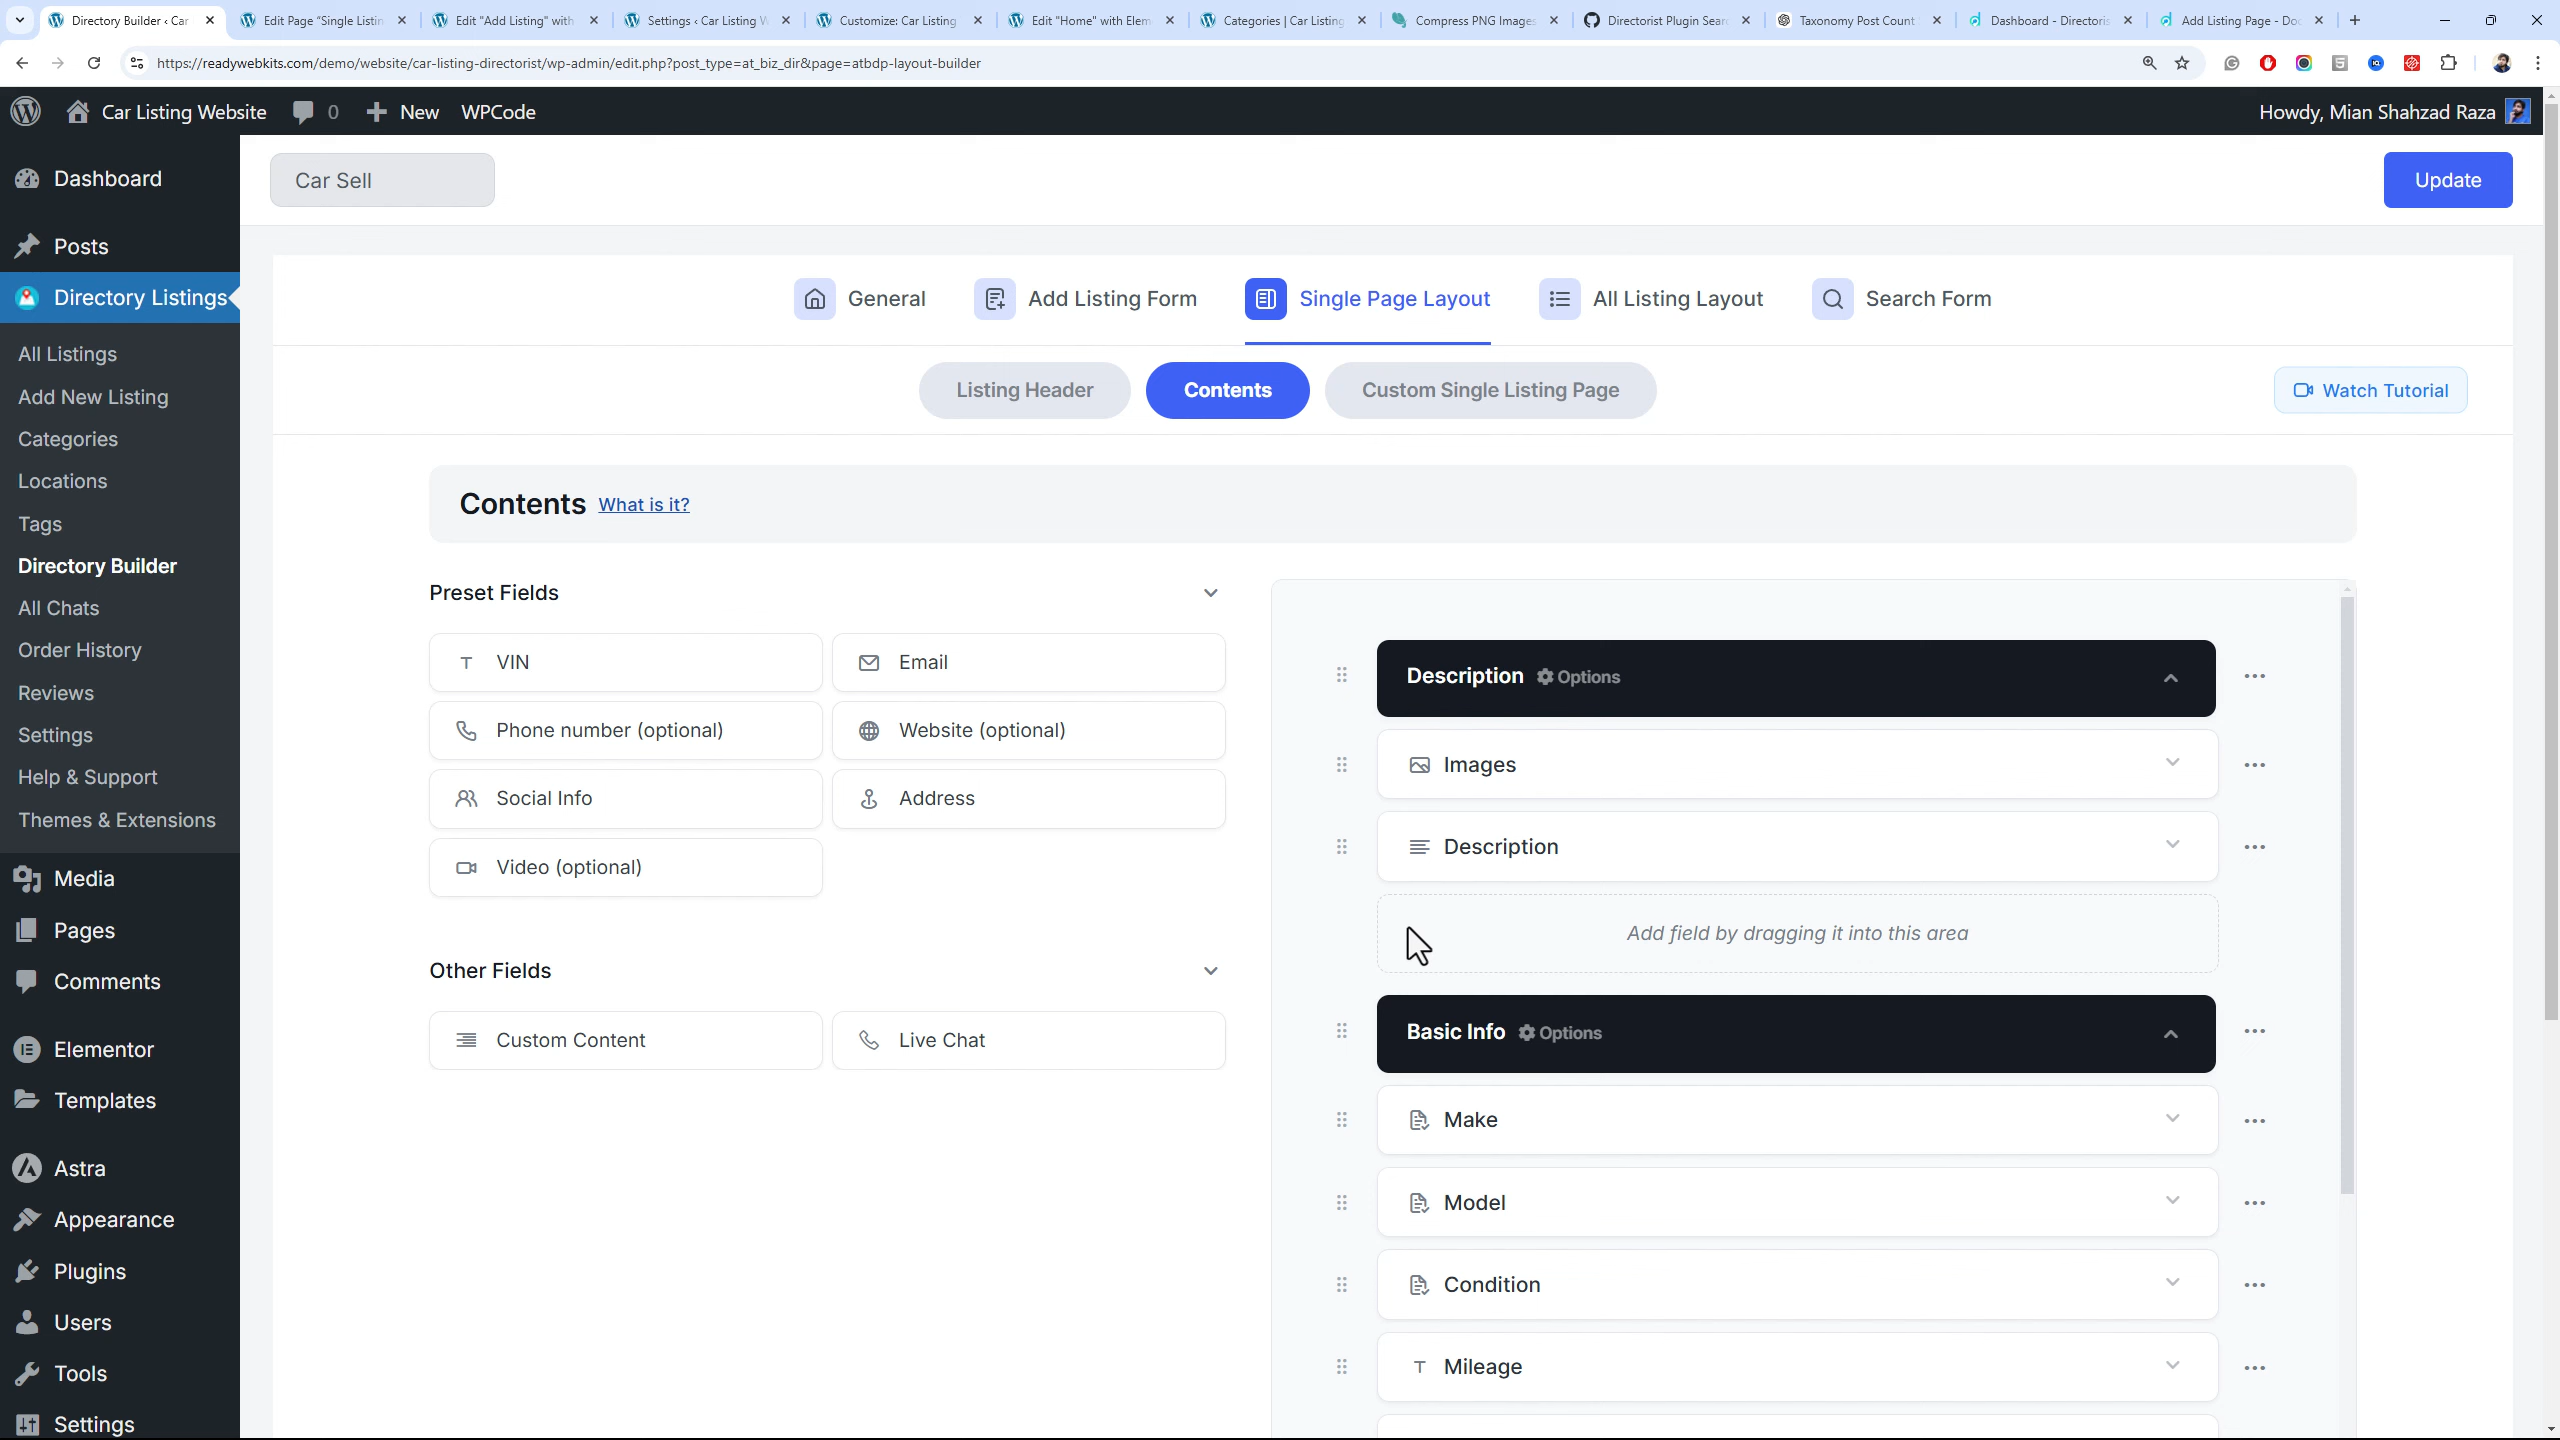 Directory Builder ‹ Car
Edit Page "Single Listin
Edit "Add Listing" with
Settings ‹ Car Listing W
Customize: Car Listing
Edit "Home" with Elem
Categories | Car Listing
Compress PNG Images
Directorist Plugin Sear
Taxonomy Post Count
Dashboard - Directoris
Add Listing Page - Doc
https://readywebkits.com/demo/website/car-listing-directorist/wp-admin/edit.php?post_type=at_biz_dir&page=atbdp-layout-builder
Car Listing Website
0
New
WPCode
Howdy, Mian Shahzad Raza
Dashboard
Posts
Directory Listings
All Listings
Add New Listing
Categories
Locations
Tags
Directory Builder
All Chats
Order History
Reviews
Settings
Help & Support
Themes & Extensions
Media
Pages
Comments
Elementor
Templates
Astra
Appearance
Plugins
Users
Tools
Settings
Car Sell
Update
General
Add Listing Form
Single Page Layout
All Listing Layout
Search Form
Listing Header
Contents
Custom Single Listing Page
Watch Tutorial
Contents What is it?
Preset Fields
VIN
Email
Phone number (optional)
Website (optional)
Social Info
Address
Video (optional)
Other Fields
Custom Content
Live Chat
Description Options
Images
Description
Add field by dragging it into this area
Basic Info Options
Make
Model
Condition
Mileage